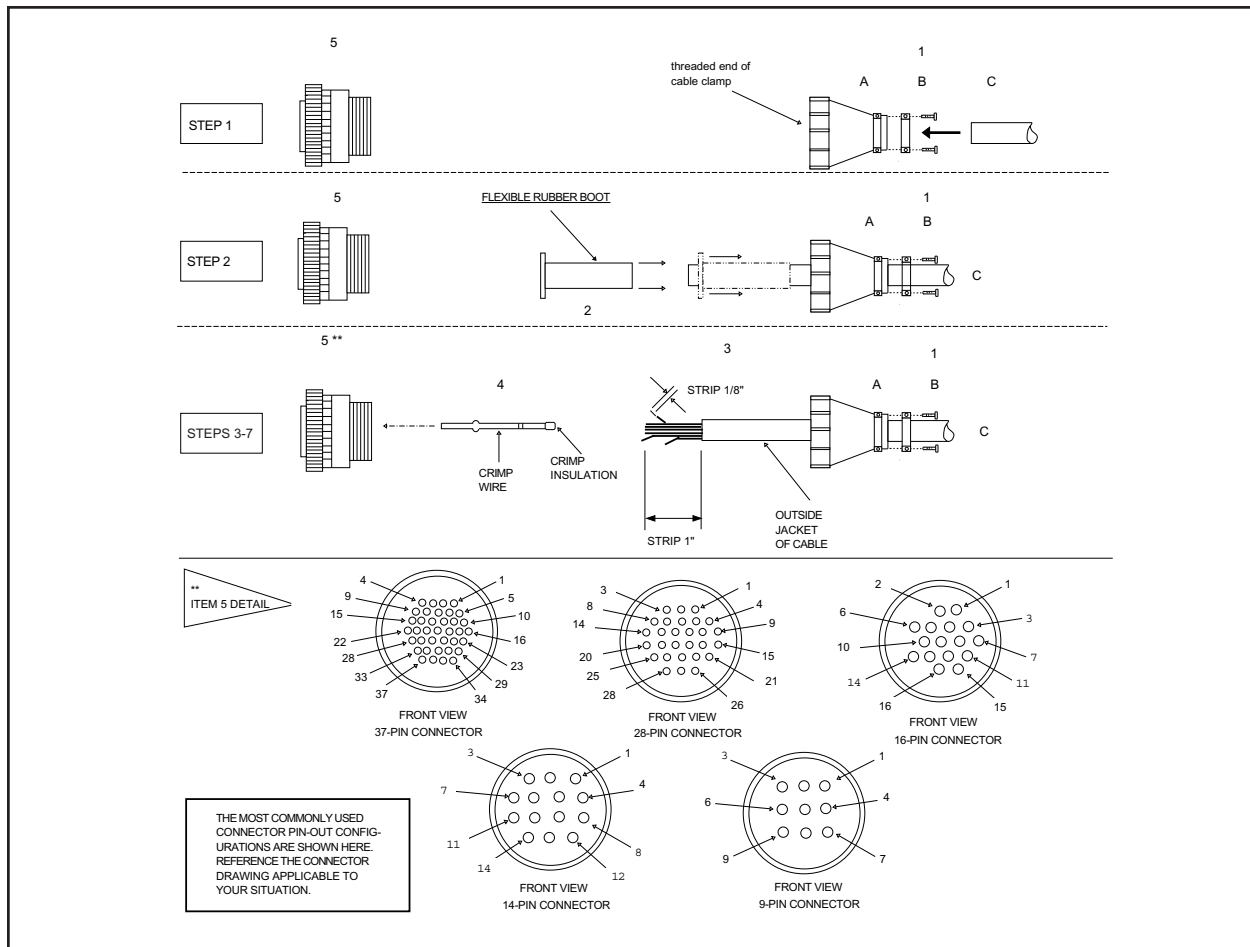 5
1
threaded end of
cable clamp
A B C
STEP 1
5
FLEXIBLE RUBBER BOOT
1
A B
STEP 2
C
2
5 **
3
1
4
STRIP 1/8"
A B
STEPS 3-7
C
CRIMP
WIRE
CRIMP
INSULATION
STRIP 1"
OUTSIDE
JACKET
OF CABLE
**
ITEM 5 DETAIL
4 1
9 5
15 10
22 16
28 23
33 29
37 34
FRONT VIEW
37-PIN CONNECTOR
3 1
8 4
14 9
20 15
25 21
28 26
FRONT VIEW
28-PIN CONNECTOR
2 1
6 3
10 7
14 11
16 15
FRONT VIEW
16-PIN CONNECTOR
3 1
7 4
11 8
14 12
FRONT VIEW
14-PIN CONNECTOR
3 1
6 4
9 7
FRONT VIEW
9-PIN CONNECTOR
THE MOST COMMONLY USED
CONNECTOR PIN-OUT CONFIG-
URATIONS ARE SHOWN HERE.
REFERENCE THE CONNECTOR
DRAWING APPLICABLE TO
YOUR SITUATION.